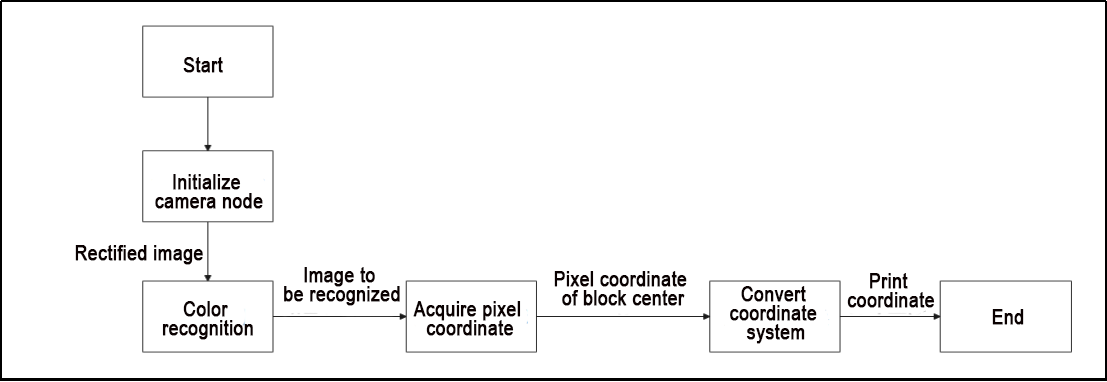 Start
Initialize
camera node
Rectified image
Color
recognition
Image to
be recognized
Acquire pixel
coordinate
Pixel coordinate
of block center
Convert
coordinate
system
Print
coordinate
End